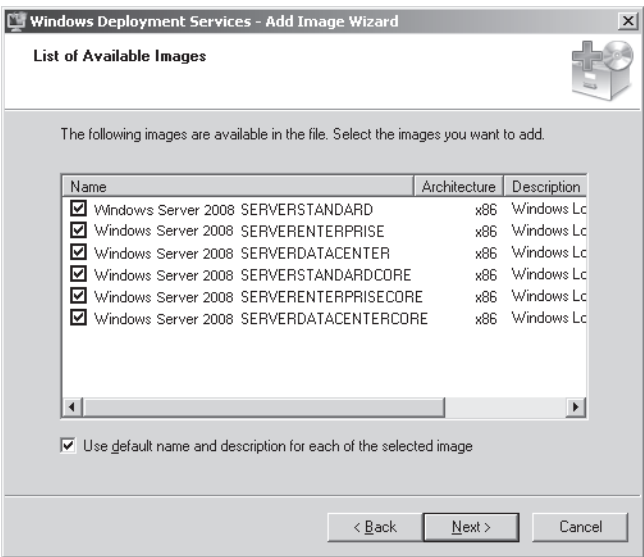 Windows Deployment Services - Add Image Wizard
List of Available Images
The following images are available in the file. Select the images you want to add.
Name Architecture Description
Windows Server 2008 SERVERSTANDARD x86 Windows Lo
Windows Server 2008 SERVERENTERPRISE x86 Windows Lo
Windows Server 2008 SERVERDATACENTER x86 Windows Lo
Windows Server 2008 SERVERSTANDARDCORE x86 Windows Lo
Windows Server 2008 SERVERENTERPRISECORE x86 Windows Lo
Windows Server 2008 SERVERDATACENTERCORE x86 Windows Lo
Use default name and description for each of the selected image
< Back Next > Cancel